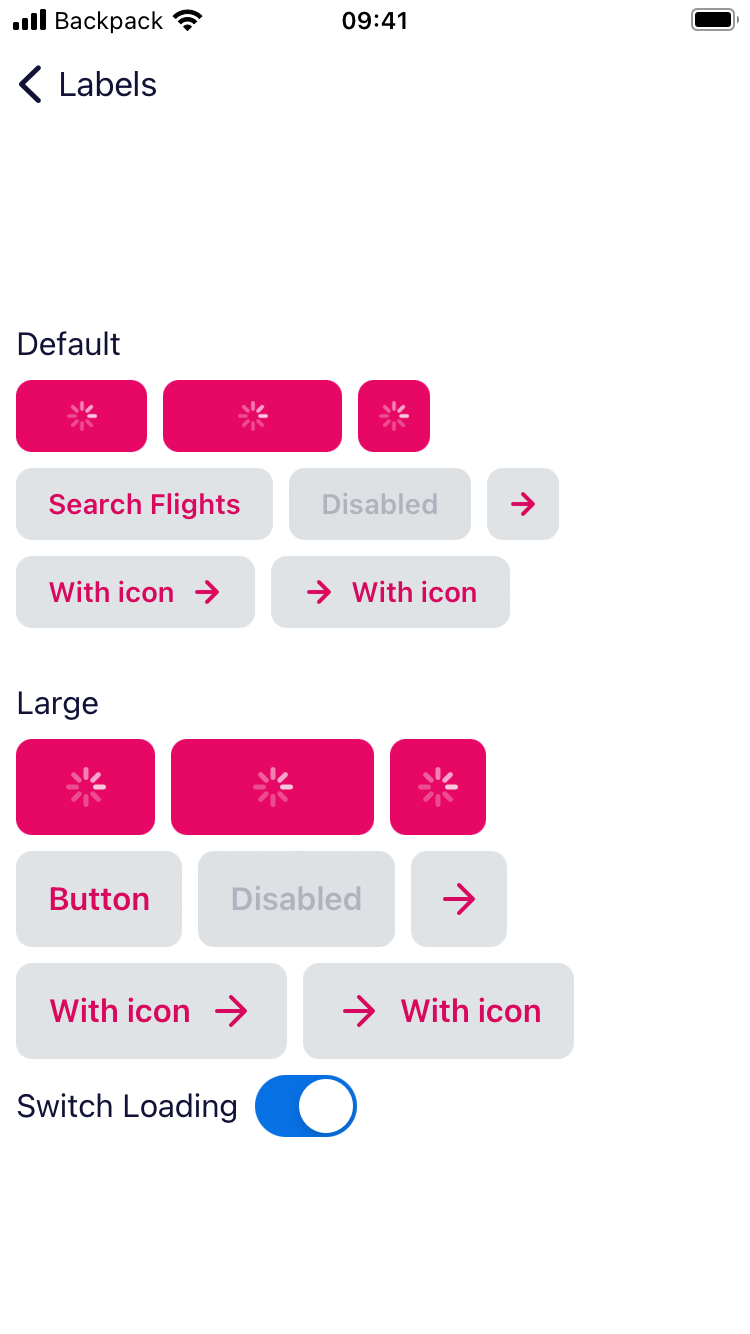 Backpack 09:41
Labels
Default
Search Flights Disabled
With icon With icon
Large
Button Disabled
With icon With icon
Switch Loading